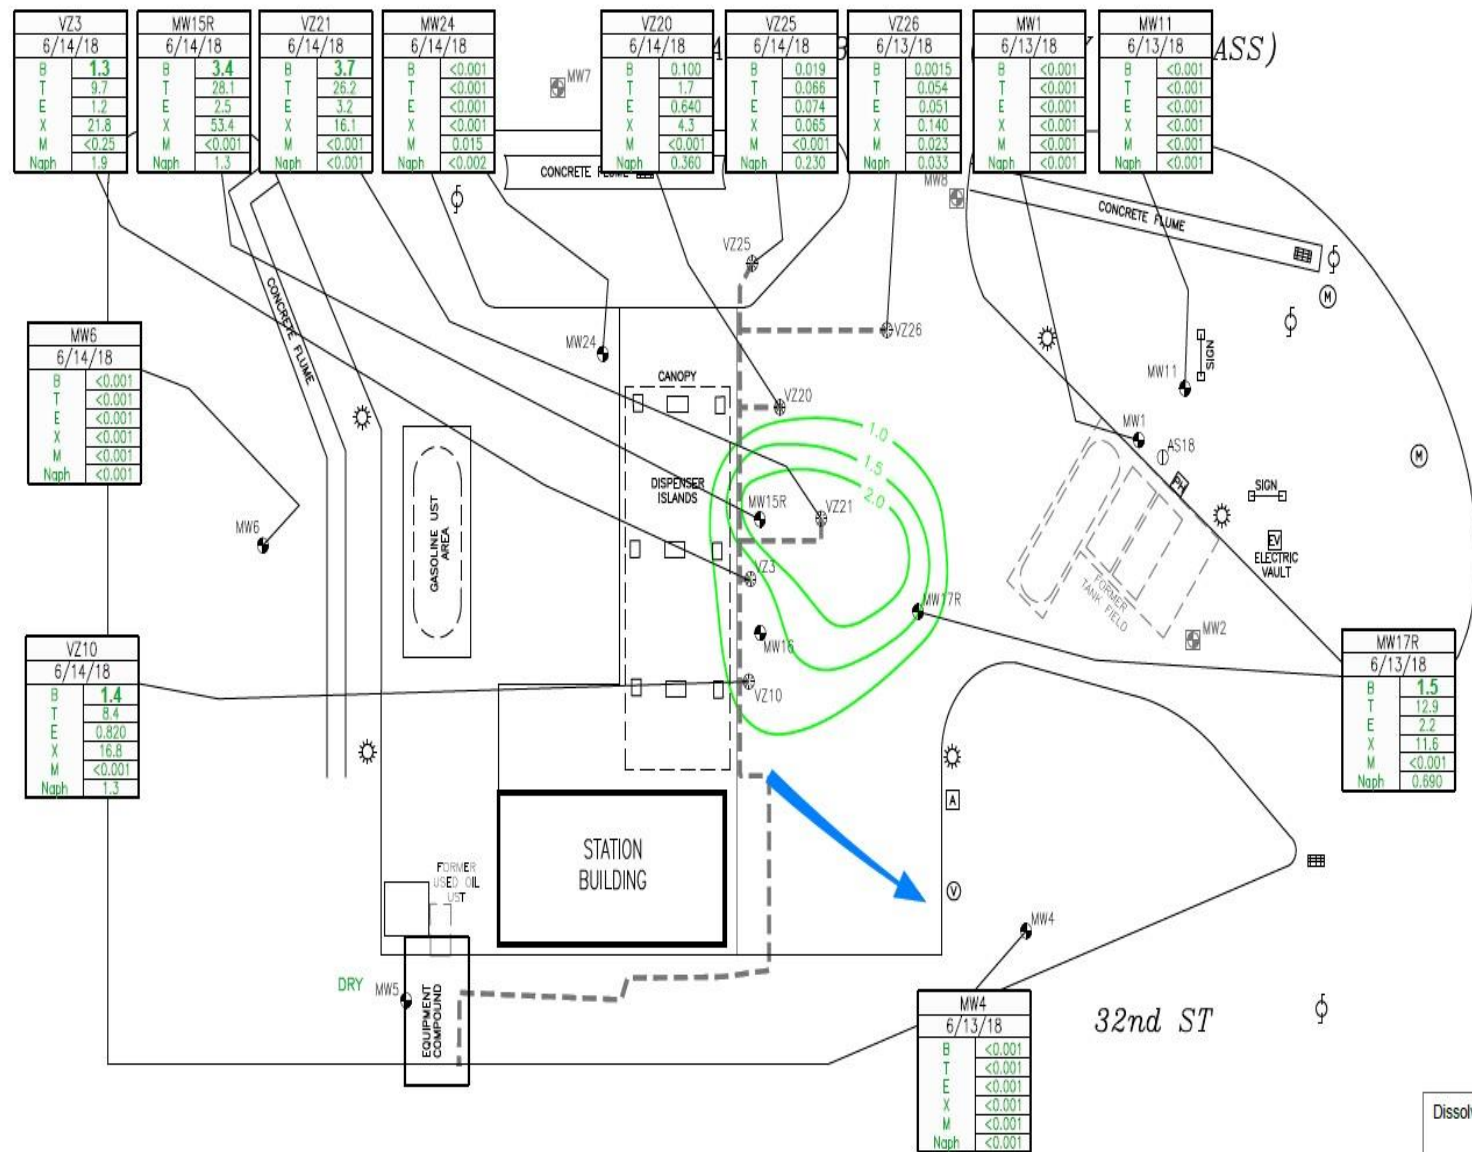 VZ3
6/14/18
B 1.3
T 9.7
E 1.2
X 21.8
M <0.25
Naph 1.9
MW15R
6/14/18
B 3.4
T 28.1
E 2.5
X 53.4
M <0.001
Naph 1.3
VZ21
6/14/18
B 3.7
T 26.2
E 3.2
X 16.1
M <0.001
Naph <0.001
MW24
6/14/18
B <0.001
T <0.001
E <0.001
X <0.001
M 0.015
Naph <0.002
VZ20
6/14/18
B 0.100
T 1.7
E 0.640
X 4.3
M <0.001
Naph 0.360
VZ25
6/14/18
B 0.019
T 0.066
E 0.074
X 0.065
M <0.001
Naph 0.230
VZ26
6/13/18
B 0.0015
T 0.054
E 0.051
X 0.140
M 0.023
Naph 0.033
MW1
6/13/18
B <0.001
T <0.001
E <0.001
X <0.001
M <0.001
Naph <0.001
MW11
6/13/18
B <0.001
T <0.001
E <0.001
X <0.001
M <0.001
Naph <0.001
ASS)
MW7
CONCRETE FLUME
MW8
CONCRETE FLUME
VZ25
M
CONCRETE FLUME
MW6
6/14/18
B <0.001
T <0.001
E <0.001
X <0.001
M <0.001
Naph <0.001
MW24
VZ26
SIGN
CANOPY
MW11
VZ20
1.0
MW1
AS18
M
1.5
DISPENSER
ISLANDS
2.0
PH
SIGN
MW15R
VZ21
MW6
GASOLINE UST
AREA
EV
ELECTRIC
VAULT
VZ3
FORMER
TANK FIELD
MW17R
MW2
MW16
VZ10
6/14/18
B 1.4
T 8.4
E 0.820
X 16.8
M <0.001
Naph 1.3
VZ10
MW17R
6/13/18
B 1.5
T 12.9
E 2.2
X 11.6
M <0.001
Naph 0.690
A
STATION
BUILDING
FORMER
USED OIL
UST
V
MW4
DRY
MW5
EQUIPMENT
COMPOUND
MW4
6/13/18
B <0.001
T <0.001
E <0.001
X <0.001
M <0.001
Naph <0.001
32nd ST
Dissol